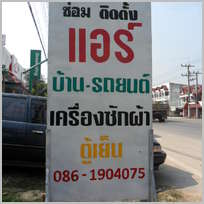 ซ่อม ติดตั้ง
แอร์
บ้าน-รถยนต์
เครื่องซักผ้า
ตู้เย็น
086-1904075